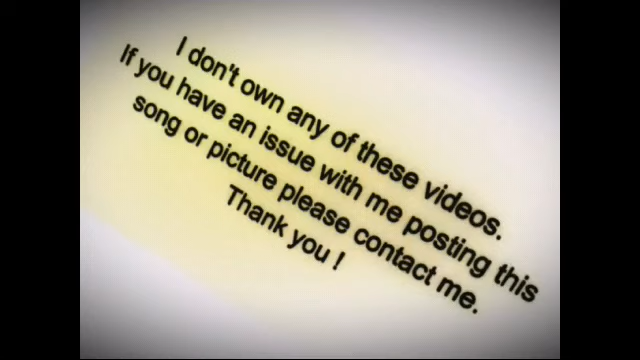 I don't own any of these videos.
If you have an issue with me posting this
song or picture please contact me.
Thank you !